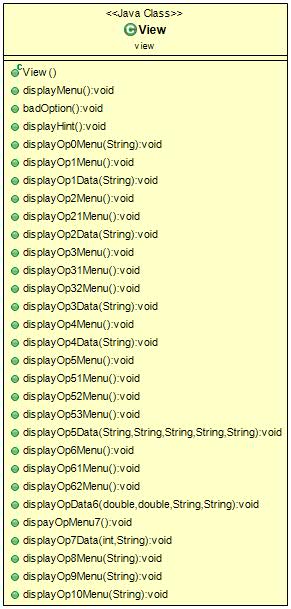 <<Java Class>>
C View
view
C View()
displayMenu():void
badOption():void
displayHint():void
displayOp0Menu(String):void
displayOp1Menu():void
displayOp1Data(String):void
displayOp2Menu():void
displayOp21Menu():void
displayOp2Data(String):void
displayOp3Menu():void
displayOp31Menu():void
displayOp32Menu():void
displayOp3Data(String):void
displayOp4Menu():void
displayOp4Data(String):void
displayOp5Menu():void
displayOp51Menu():void
displayOp52Menu():void
displayOp53Menu():void
displayOp5Data(String,String,String,String,String):void
displayOp6Menu():void
displayOp61Menu():void
displayOp62Menu():void
displayOpData6(double,double,String,String):void
dispayOpMenu7():void
displayOp7Data(int,String):void
displayOp8Menu(String):void
displayOp9Menu(String):void
displayOp10Menu(String):void